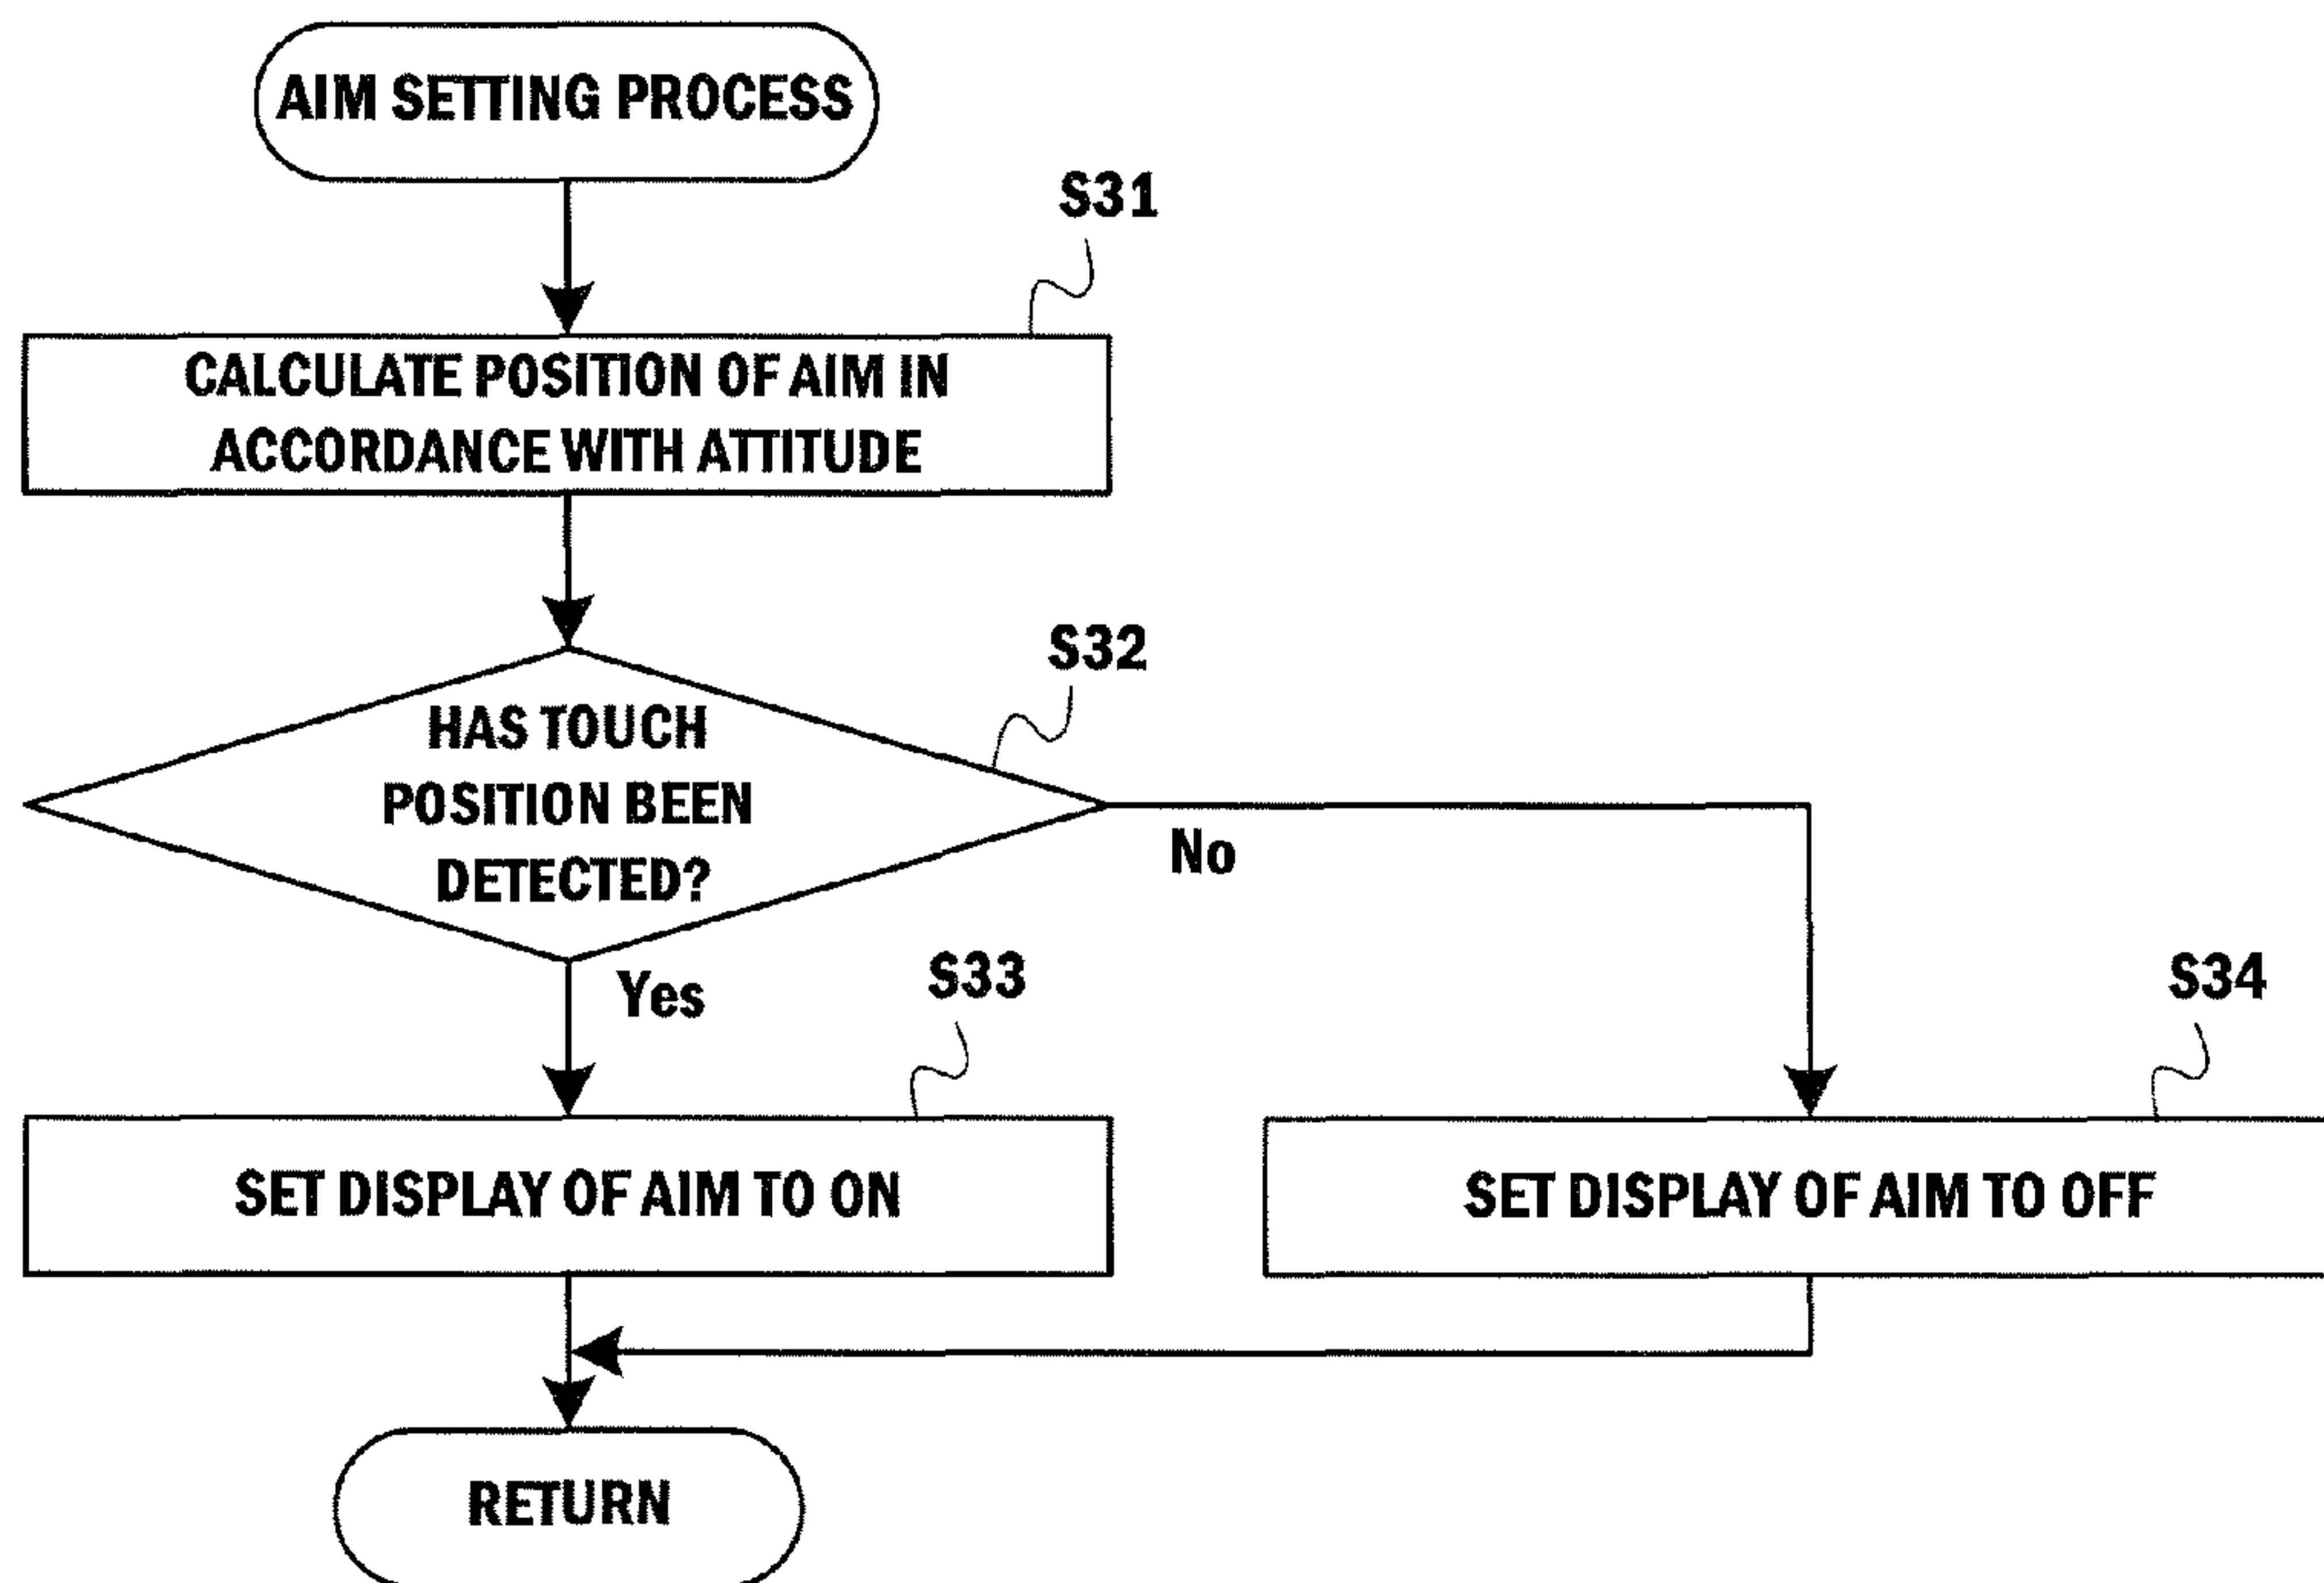 AIM SETTING PROCESS
S31
CALCULATE POSITION OF AIM IN
ACCORDANCE WITH ATTITUDE
S32
HAS TOUCH
POSITION BEEN
DETECTED?
No
Yes
S33
S34
SET DISPLAY OF AIM TO ON
SET DISPLAY OF AIM TO OFF
RETURN